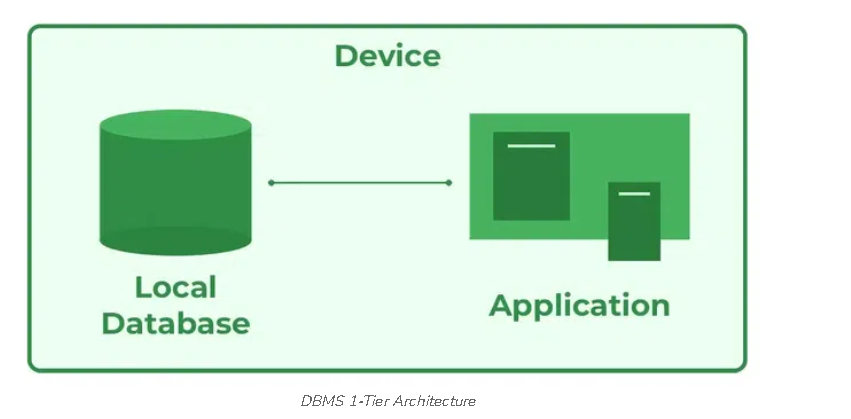 Device
Local
Database
Application
DBMS 1-Tier Architecture